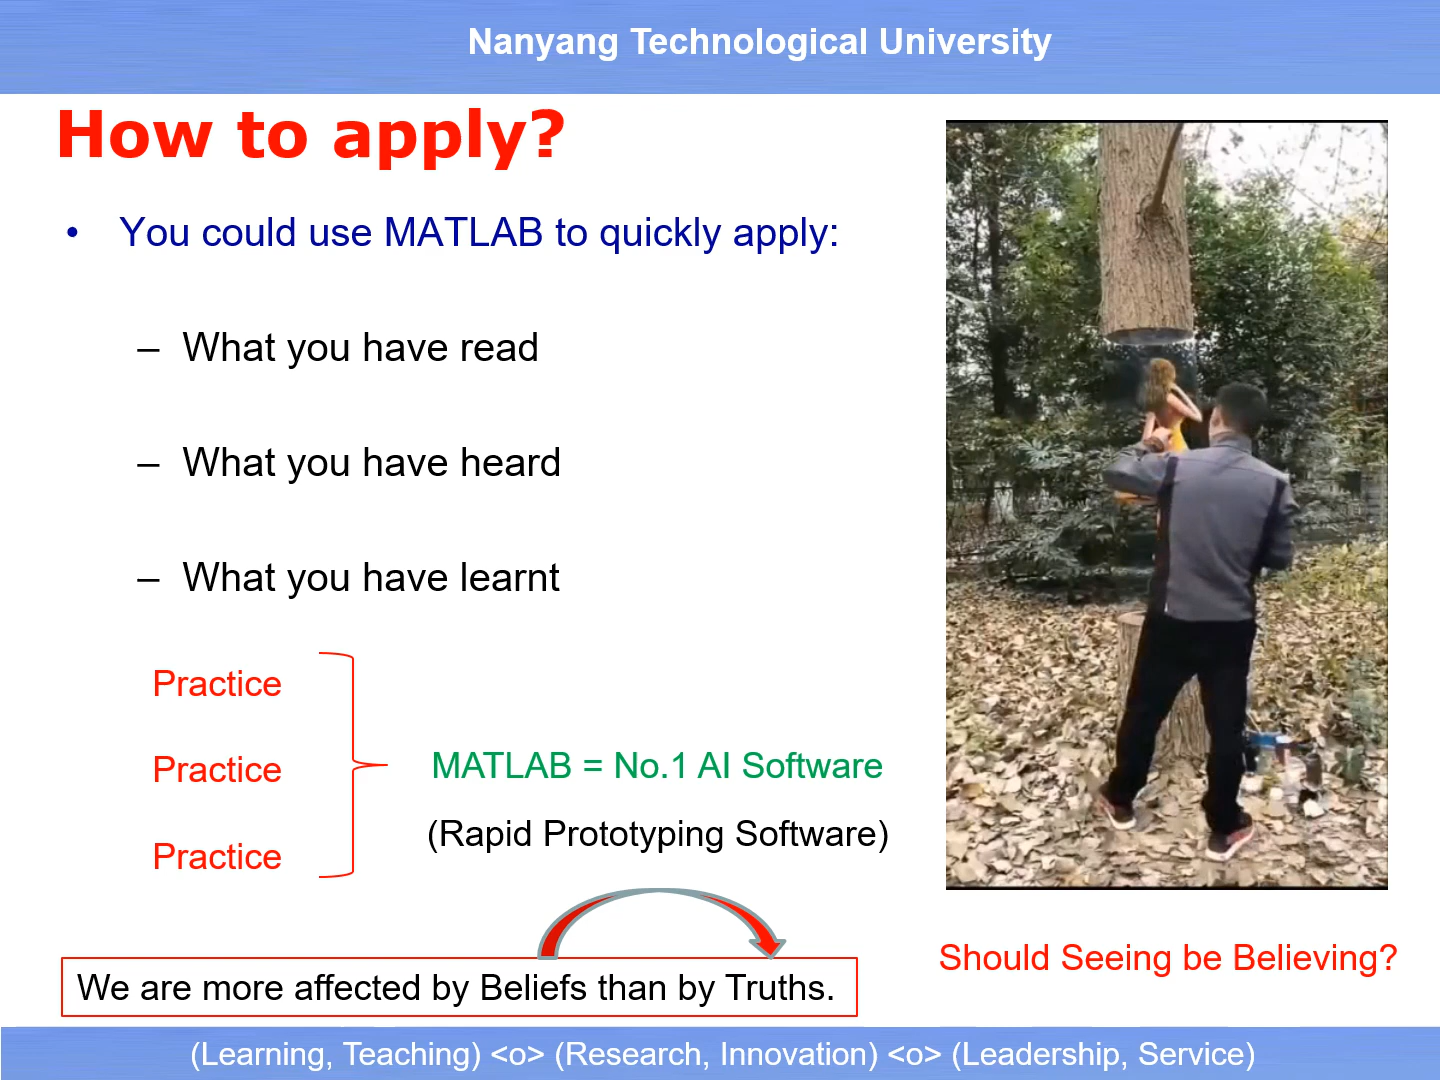 Nanyang Technological University
How to apply?
• You could use MATLAB to quickly apply:
– What you have read
– What you have heard
– What you have learnt
Practice
Practice
Practice
MATLAB = No.1 AI Software
(Rapid Prototyping Software)
We are more affected by Beliefs than by Truths.
Should Seeing be Believing?
(Learning, Teaching) <o> (Research, Innovation) <o> (Leadership, Service)